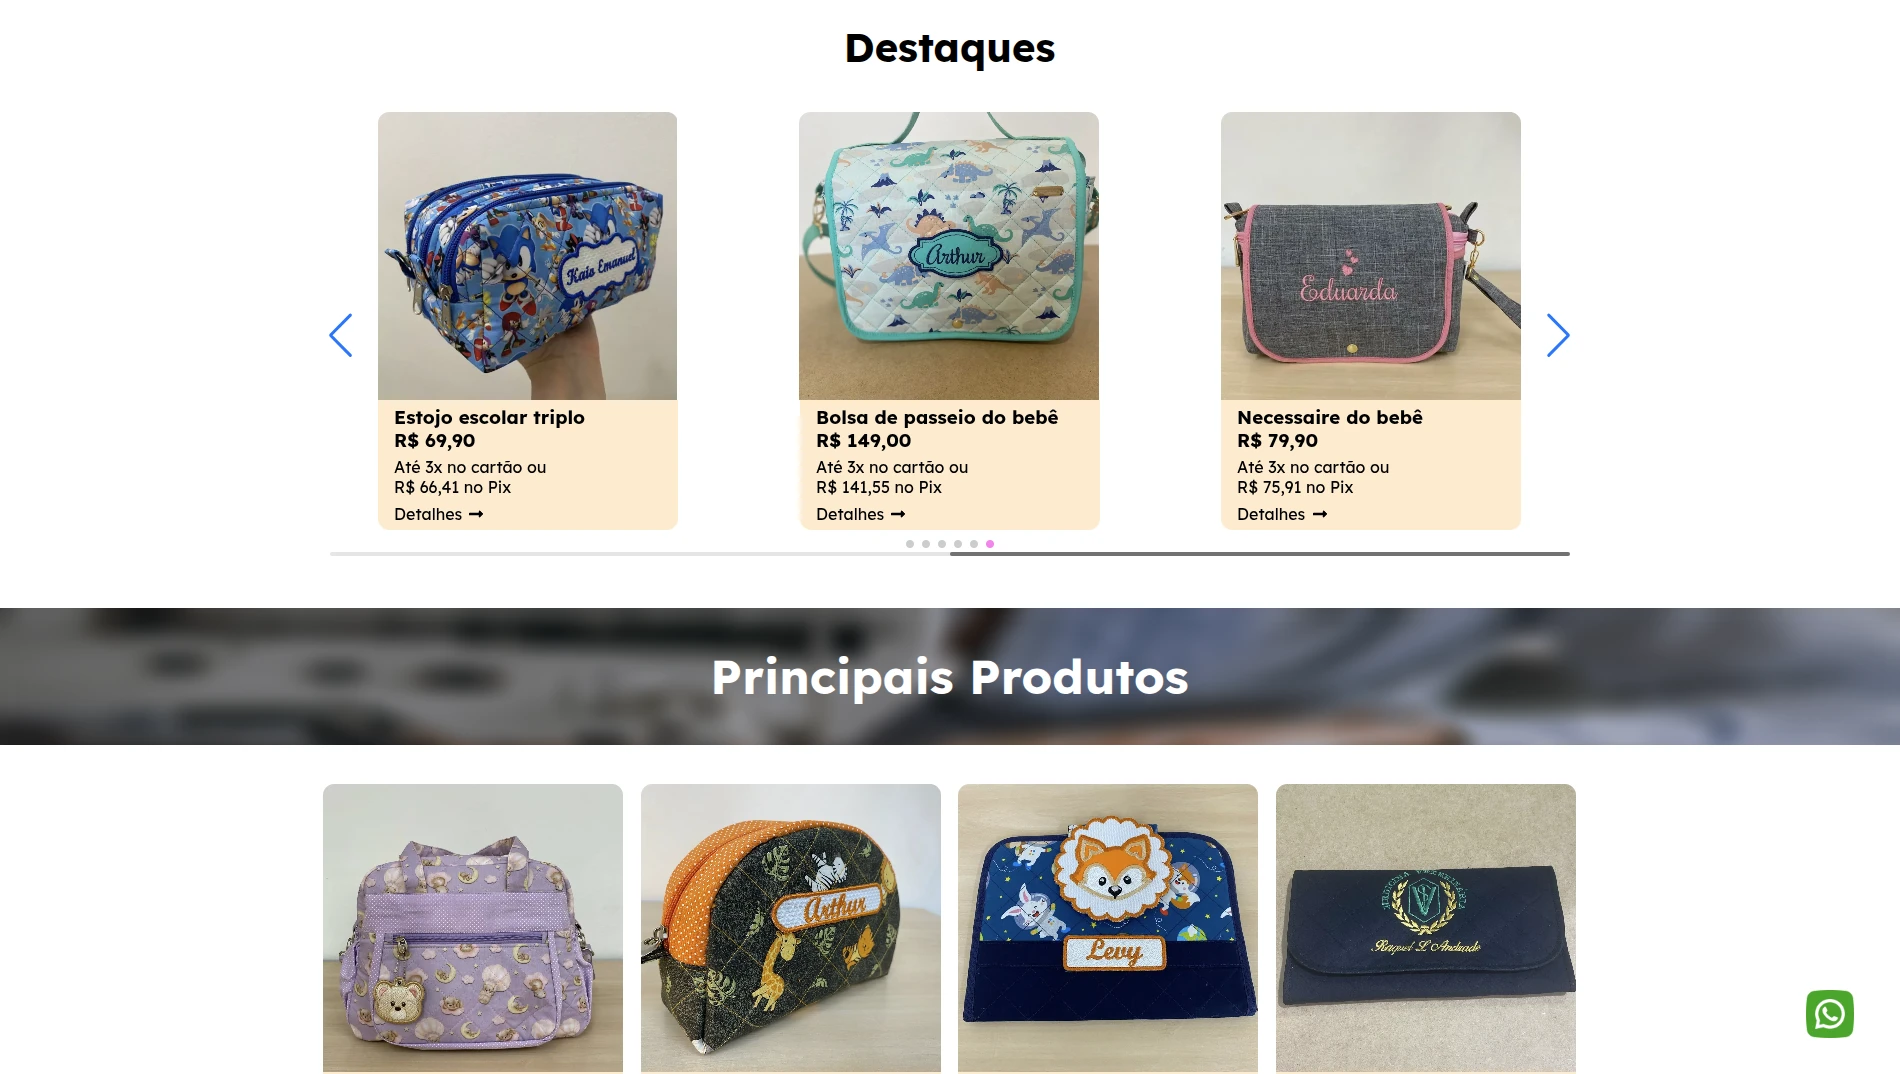 Destaques
Kaio Emanuel
Arthur
Eduarda
Estojo escolar triplo
R$ 69,90
Até 3x no cartão ou
R$ 66,41 no Pix
Detalhes
Bolsa de passeio do bebê
R$ 149,00
Até 3x no cartão ou
R$ 141,55 no Pix
Detalhes
Necessaire do bebê
R$ 79,90
Até 3x no cartão ou
R$ 75,91 no Pix
Detalhes
Principais Produtos
Arthur
Levy
MEDICINA VETERINÁRIA
Raquel L Andrade